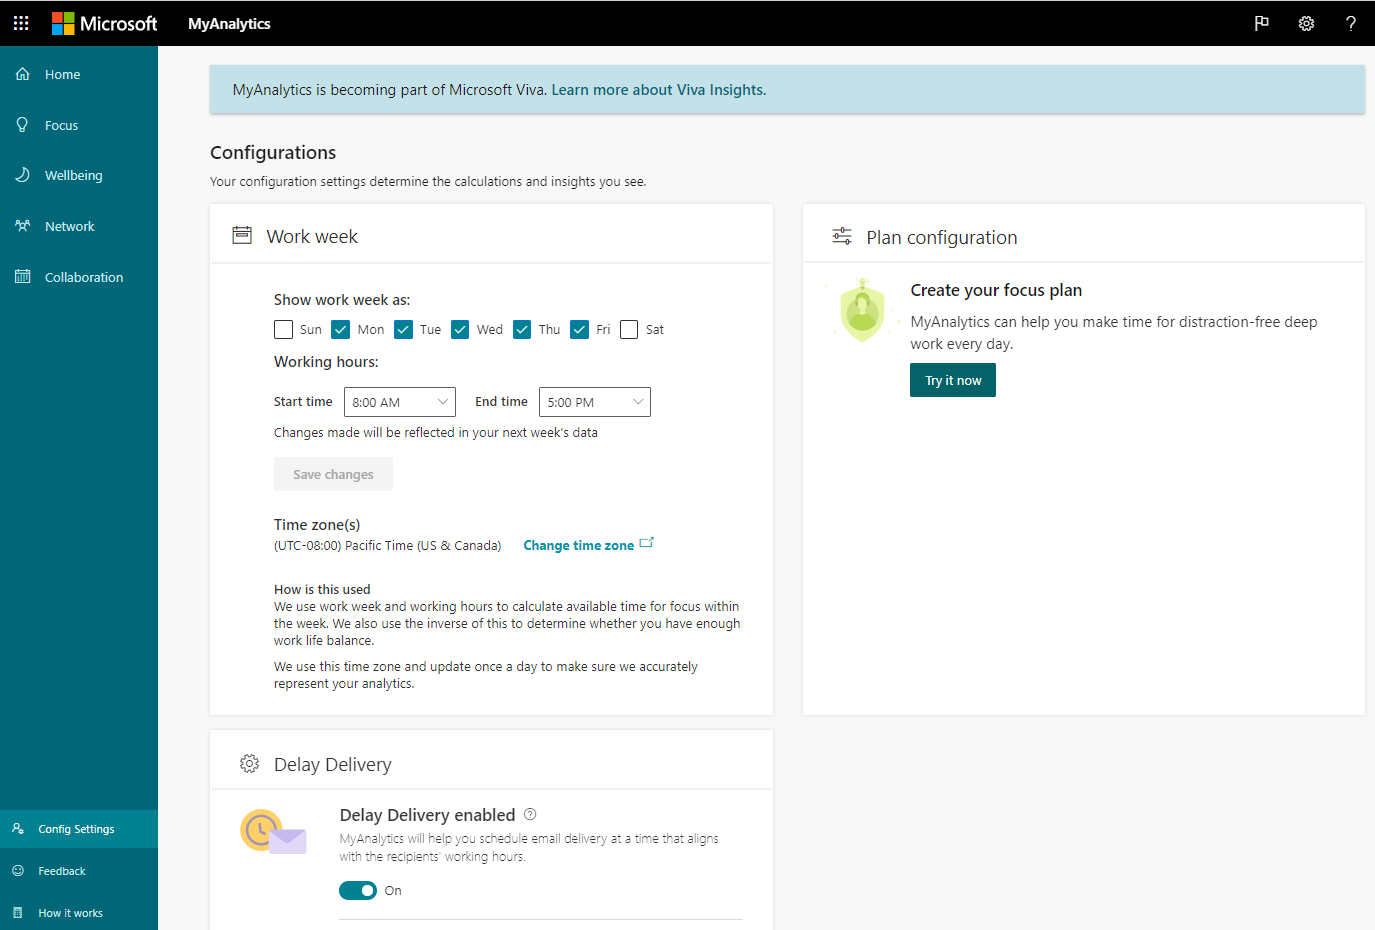 Microsoft
MyAnalytics
?
Home
Focus
Wellbeing
Network
Collaboration
Config Settings
Feedback
How it works
MyAnalytics is becoming part of Microsoft Viva. Learn more about Viva Insights.
Configurations
Your configuration settings determine the calculations and insights you see.
Work week
Show work week as:
Sun Mon Tue Wed Thu Fri Sat
Working hours:
Start time 8:00 AM End time 5:00 PM
Changes made will be reflected in your next week's data
Save changes
Time zone(s)
(UTC-08:00) Pacific Time (US & Canada) Change time zone
How is this used
We use work week and working hours to calculate available time for focus within
the week. We also use the inverse of this to determine whether you have enough
work life balance.
We use this time zone and update once a day to make sure we accurately
represent your analytics.
Plan configuration
Create your focus plan
MyAnalytics can help you make time for distraction-free deep
work every day.
Try it now
Delay Delivery
Delay Delivery enabled ?
MyAnalytics will help you schedule email delivery at a time that aligns
with the recipients' working hours.
On